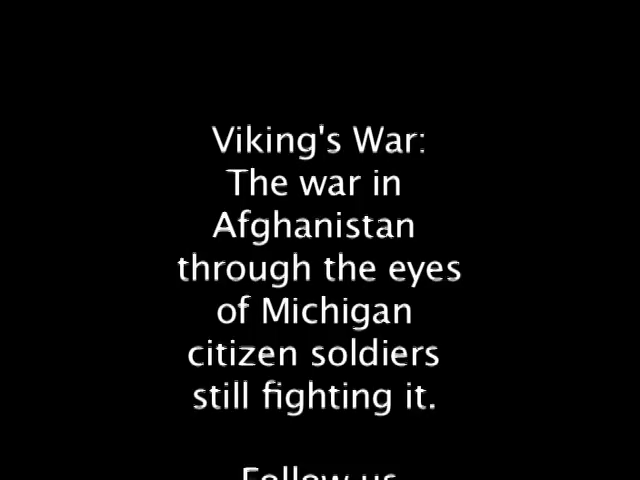 Viking's War:
The war in
Afghanistan
through the eyes
of Michigan
citizen soldiers
still fighting it.
Follow us